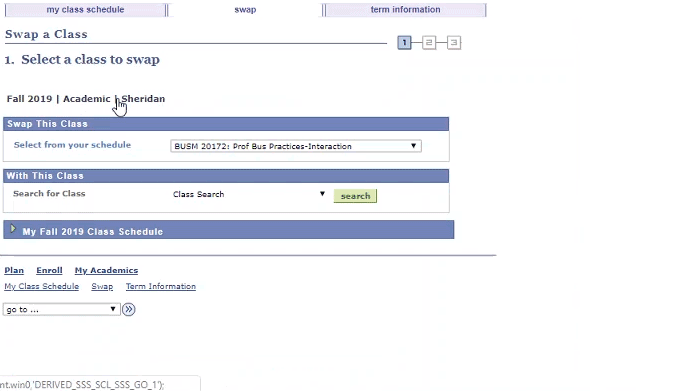 my class schedule
swap
term information
Swap a Class
1 2 3
1. Select a class to swap
Fall 2019 | Academic | Sheridan
Swap This Class
Select from your schedule
BUSM 20172: Prof Bus Practices-Interaction
With This Class
Search for Class
Class Search
search
My Fall 2019 Class Schedule
Plan Enroll My Academics
My Class Schedule Swap Term Information
go to ...
nt.win0,'DERIVED_SSS_SCL_SSS_GO_1');